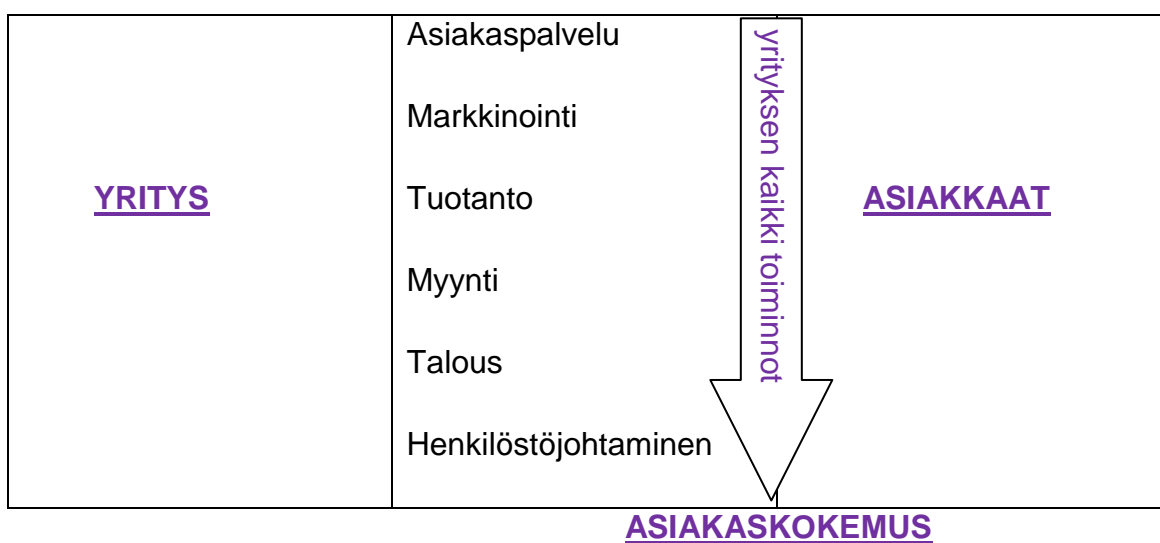 Asiakaspalvelu
Markkinointi
YRITYS
Tuotanto
Myynti
Talous
Henkilöstöjohtaminen
yrityksen kaikki toiminnot
ASIAKKAAT
ASIAKASKOKEMUS